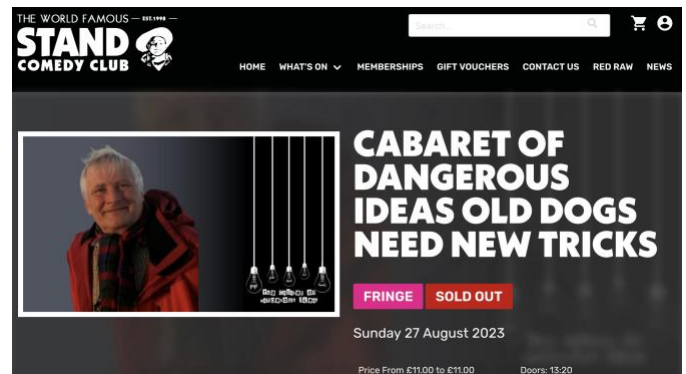 THE WORLD FAMOUS — EST.1998 —
STAND
COMEDY CLUB
Search...
HOME WHAT'S ON MEMBERSHIPS GIFT VOUCHERS CONTACT US RED RAW NEWS
CABARET OF
DANGEROUS
IDEAS OLD DOGS
NEED NEW TRICKS
FRINGE SOLD OUT
Sunday 27 August 2023
Price From £11.00 to £11.00 Doors: 13:20